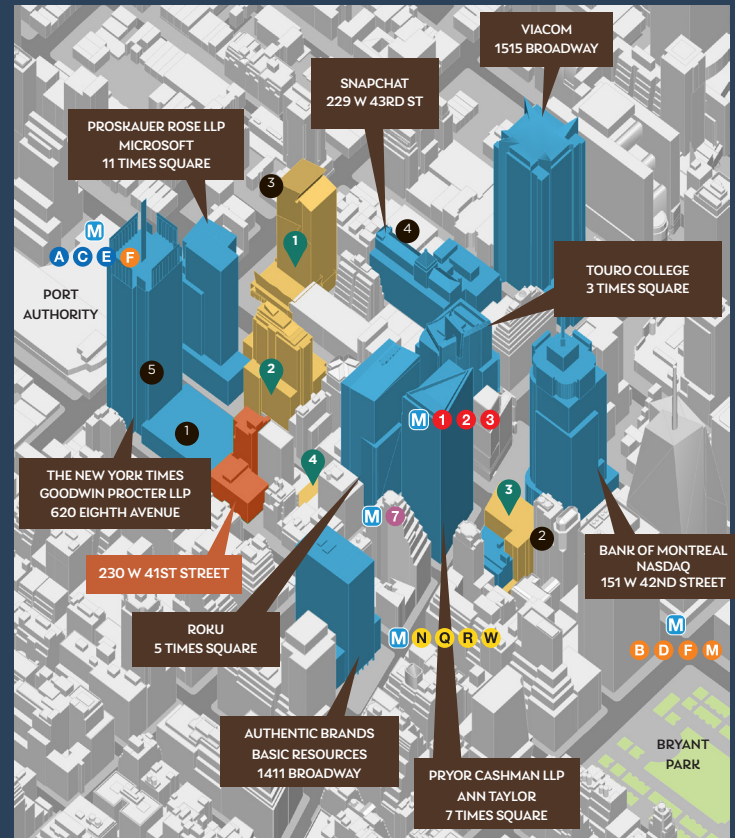 VIACOM
1515 BROADWAY
SNAPCHAT
229 W 43RD ST
PROSKAUER ROSE LLP
MICROSOFT
11 TIMES SQUARE
3
4
1
M
A C E F
PORT
AUTHORITY
TOURO COLLEGE
3 TIMES SQUARE
5
2
M 1 2 3
1
4
3
THE NEW YORK TIMES
GOODWIN PROCTER LLP
620 EIGHTH AVENUE
M 7
2
BANK OF MONTREAL
NASDAQ
151 W 42ND STREET
230 W 41ST STREET
ROKU
5 TIMES SQUARE
M N Q R W
M
B D F M
AUTHENTIC BRANDS
BASIC RESOURCES
1411 BROADWAY
PRYOR CASHMAN LLP
ANN TAYLOR
7 TIMES SQUARE
BRYANT
PARK